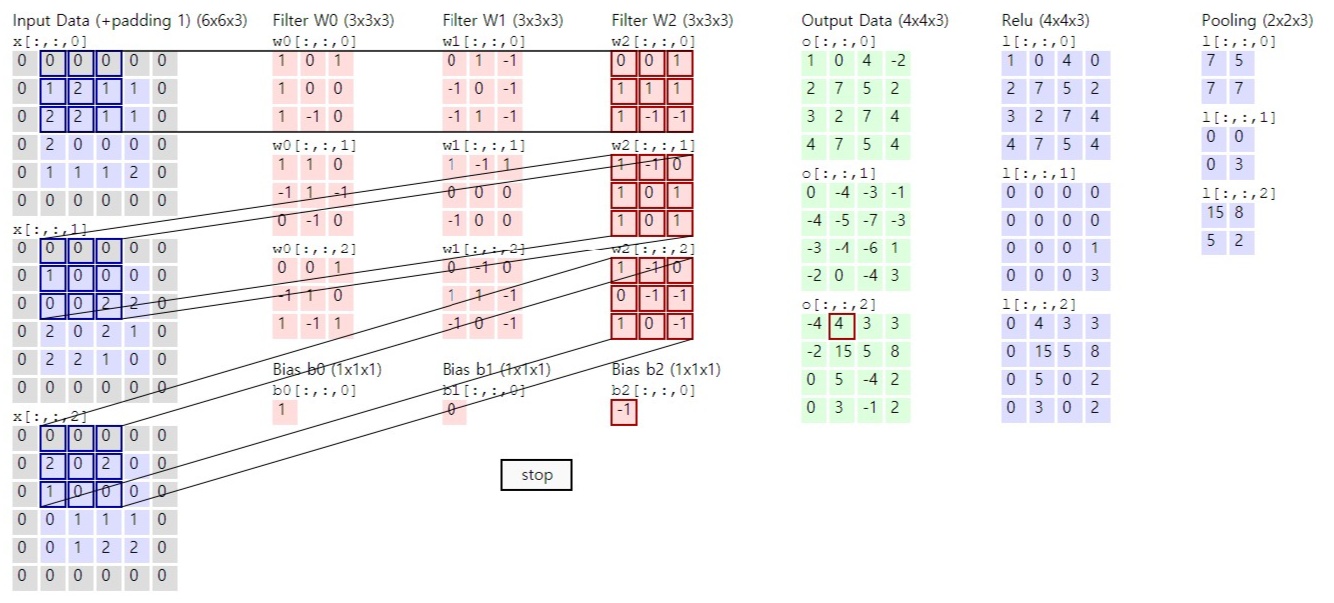 Input Data (+padding 1) (6x6x3)
x[:,:,0]
0 0 0 0 0 0
0 1 2 1 1 0
0 2 2 1 1 0
0 2 0 0 0 0
0 1 1 1 2 0
0 0 0 0 0 0
x[:,:,1]
0 0 0 0 0 0
0 1 0 0 0 0
0 0 0 2 2 0
0 2 0 2 1 0
0 2 2 1 0 0
0 0 0 0 0 0
x[:,:,2]
0 0 0 0 0 0
0 2 0 2 0 0
0 1 0 0 0 0
0 0 1 1 1 0
0 0 1 2 2 0
0 0 0 0 0 0
Filter W0 (3x3x3)
w0[:,:,0]
1 0 1
1 0 0
1 -1 0
w0[:,:,1]
1 1 0
-1 1 -1
0 -1 0
w0[:,:,2]
0 0 1
-1 1 0
1 -1 1
Bias b0 (1x1x1)
b0[:,:,0]
1
Filter W1 (3x3x3)
w1[:,:,0]
0 1 -1
-1 0 -1
-1 1 -1
w1[:,:,1]
1 -1 1
0 0 0
-1 0 0
w1[:,:,2]
0 -1 0
1 1 -1
-1 0 -1
Bias b1 (1x1x1)
b1[:,:,0]
0
Filter W2 (3x3x3)
w2[:,:,0]
0 0 1
1 1 1
1 -1 -1
w2[:,:,1]
1 -1 0
1 0 1
1 0 1
w2[:,:,2]
1 -1 0
0 -1 -1
1 0 -1
Bias b2 (1x1x1)
b2[:,:,0]
-1
stop
Output Data (4x4x3)
o[:,:,0]
1 0 4 -2
2 7 5 2
3 2 7 4
4 7 5 4
o[:,:,1]
0 -4 -3 -1
-4 -5 -7 -3
-3 -4 -6 1
-2 0 -4 3
o[:,:,2]
-4 4 3 3
-2 15 5 8
0 5 -4 2
0 3 -1 2
Relu (4x4x3)
l[:,:,0]
1 0 4 0
2 7 5 2
3 2 7 4
4 7 5 4
l[:,:,1]
0 0 0 0
0 0 0 0
0 0 0 1
0 0 0 3
l[:,:,2]
0 4 3 3
0 15 5 8
0 5 0 2
0 3 0 2
Pooling (2x2x3)
l[:,:,0]
7 5
7 7
l[:,:,1]
0 0
0 3
l[:,:,2]
15 8
5 2